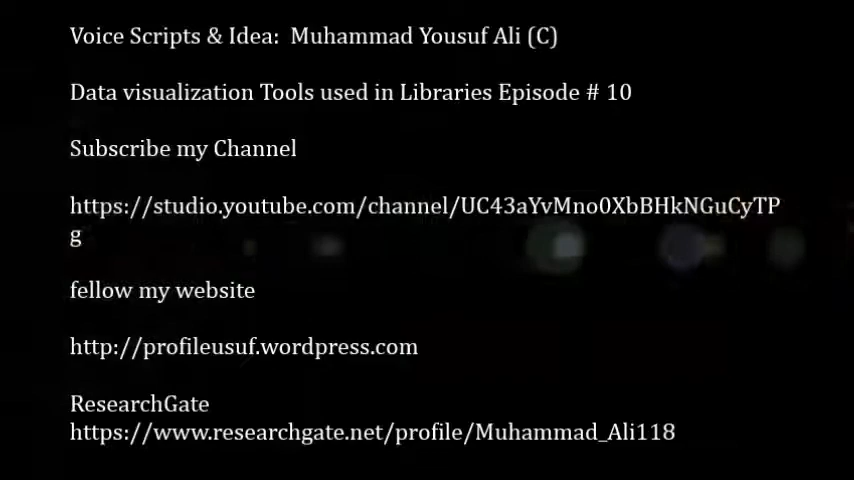 Voice Scripts & Idea:  Muhammad Yousuf Ali (C)
Data visualization Tools used in Libraries Episode # 10
Subscribe my Channel
https://studio.youtube.com/channel/UC43aYvMno0XbBHkNGuCyTP
g
fellow my website
http://profileusuf.wordpress.com
ResearchGate
https://www.researchgate.net/profile/Muhammad_Ali118